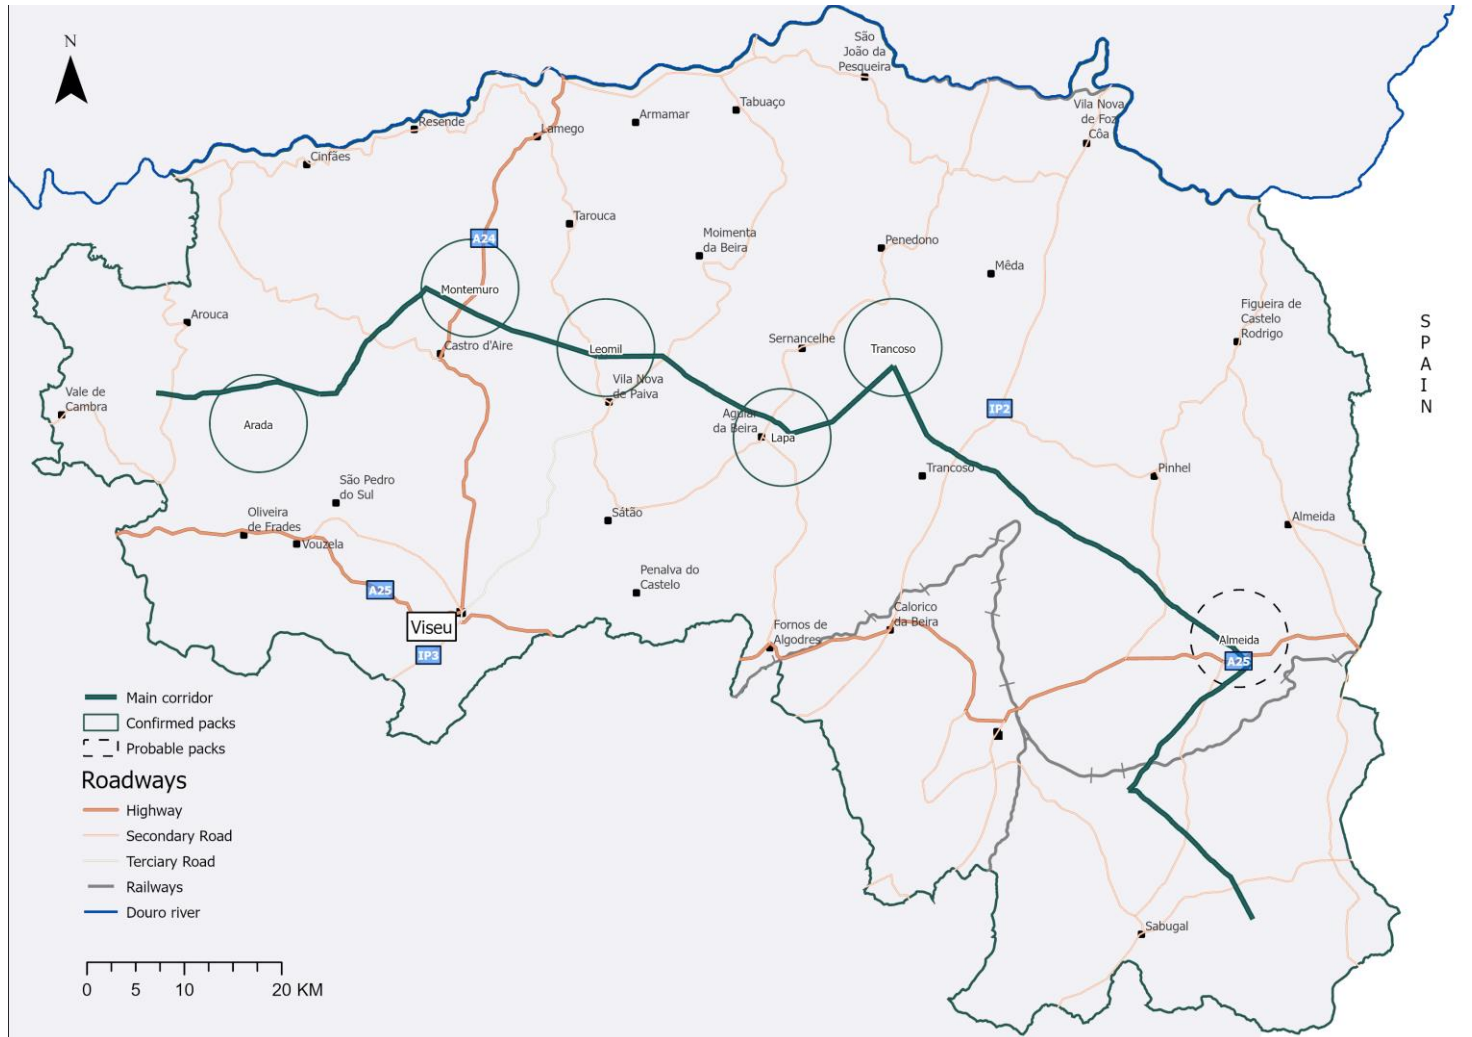 N
São
João da
Pesqueira
Tabuaço
Vila Nova
de Foz
Côa
Armamar
Resende
Lamego
Cinfães
Tarouca
Moimenta
da Beira
A24
Penedono
Mêda
Montemuro
Arouca
Figueira de
Castelo
Rodrigo
S
P
A
I
N
Castro d'Aire
Leomil
Sernancelhe
Trancoso
Vila Nova
de Paiva
Vale de
Cambra
IP2
Aguiar
da Beira
Lapa
Arada
Trancoso
Pinhel
São Pedro
do Sul
Oliveira
de Frades
Vouzela
Sátão
Almeida
Penalva do
Castelo
A25
Viseu
IP3
Calorico
da Beira
Fornos de
Algodres
Almeida
A25
Main corridor
Confirmed packs
Probable packs
Roadways
Highway
Secondary Road
Terciary Road
Railways
Douro river
Sabugal
0 5 10 20 KM